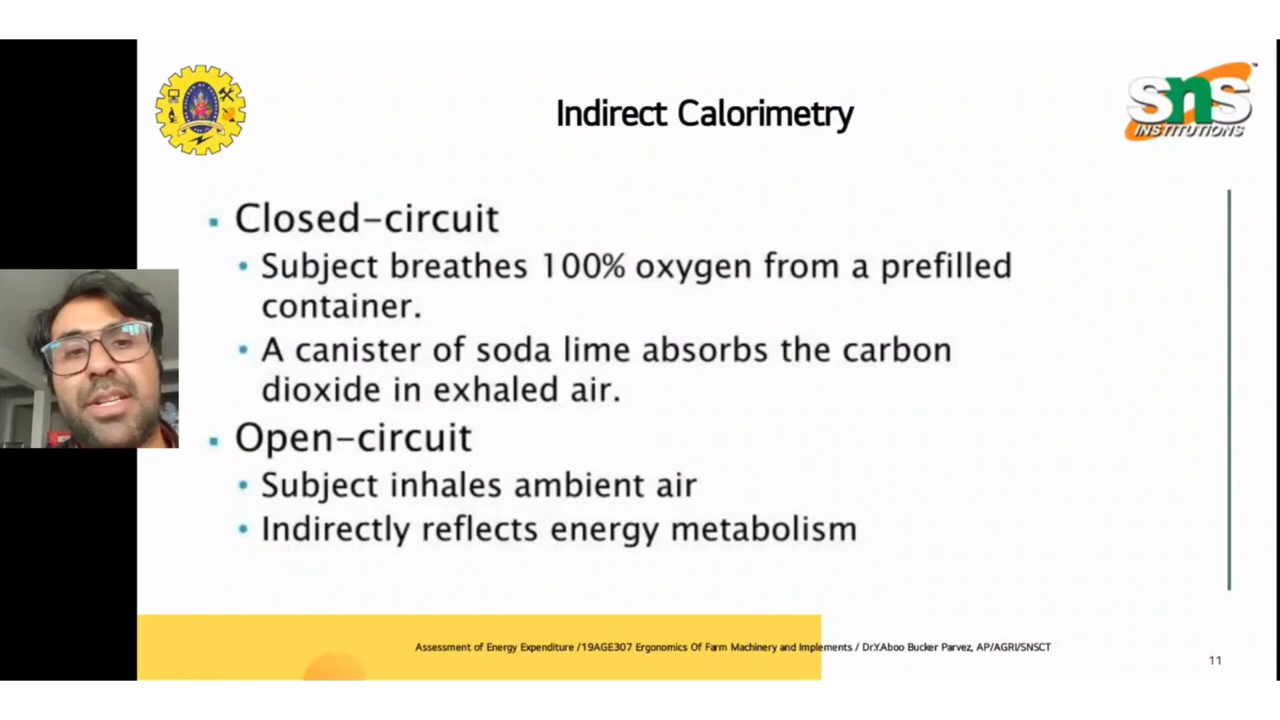 Indirect Calorimetry
SNS
INSTITUTIONS
Closed-circuit
Subject breathes 100% oxygen from a prefilled
container.
A canister of soda lime absorbs the carbon
dioxide in exhaled air.
Open-circuit
Subject inhales ambient air
Indirectly reflects energy metabolism
Assessment of Energy Expenditure /19AGE307 Ergonomics Of Farm Machinery and Implements / Dr.Y.Aboo Bucker Parvez, AP/AGRI/SNSCT
11